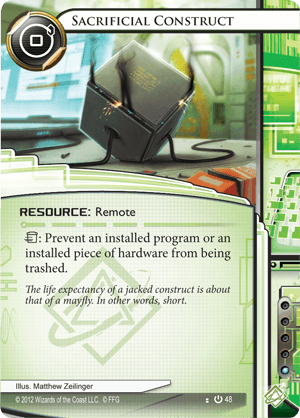 Sacrificial Construct
0
RESOURCE: Remote
: Prevent an installed program or an
installed piece of hardware from being
trashed.
The life expectancy of a jacked construct is about
that of a mayfly. In other words, short.
Illus. Matthew Zeilinger
© 2012 Wizards of the Coast LLC. © FFG
48